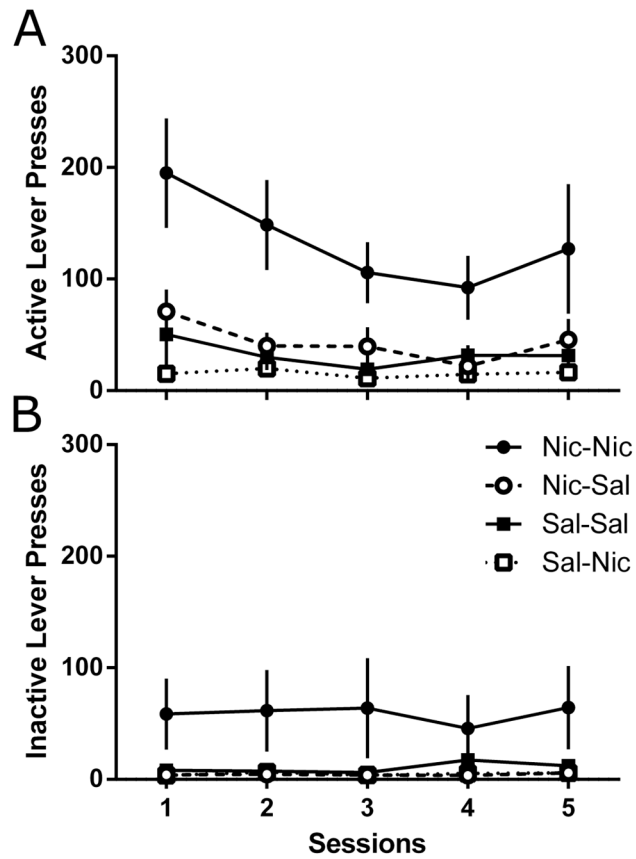 A
300
200
100
0
Active Lever Presses
B
300
200
100
0
Inactive Lever Presses
Nic-Nic
Nic-Sal
Sal-Sal
Sal-Nic
1 2 3 4 5
Sessions